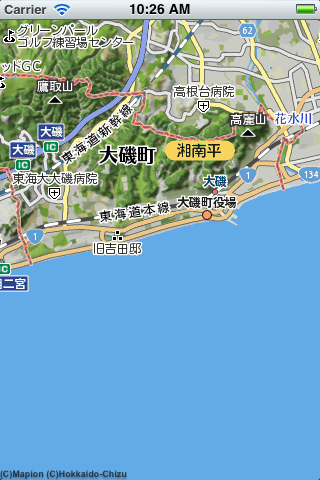 Carrier 10:26 AM
グリーンパール
ゴルフ練習場センター
62
ッドGC
鷹取山
高根台病院
東海道新幹線
高麗山
花水川
大磯
IC
大磯町
湘南平
大磯
IC
東海大大磯病院
大磯
1
134
東海道本線
大磯町役場
1
旧吉田邸
IC
二宮
(C)Mapion (C)Hokkaido-Chizu